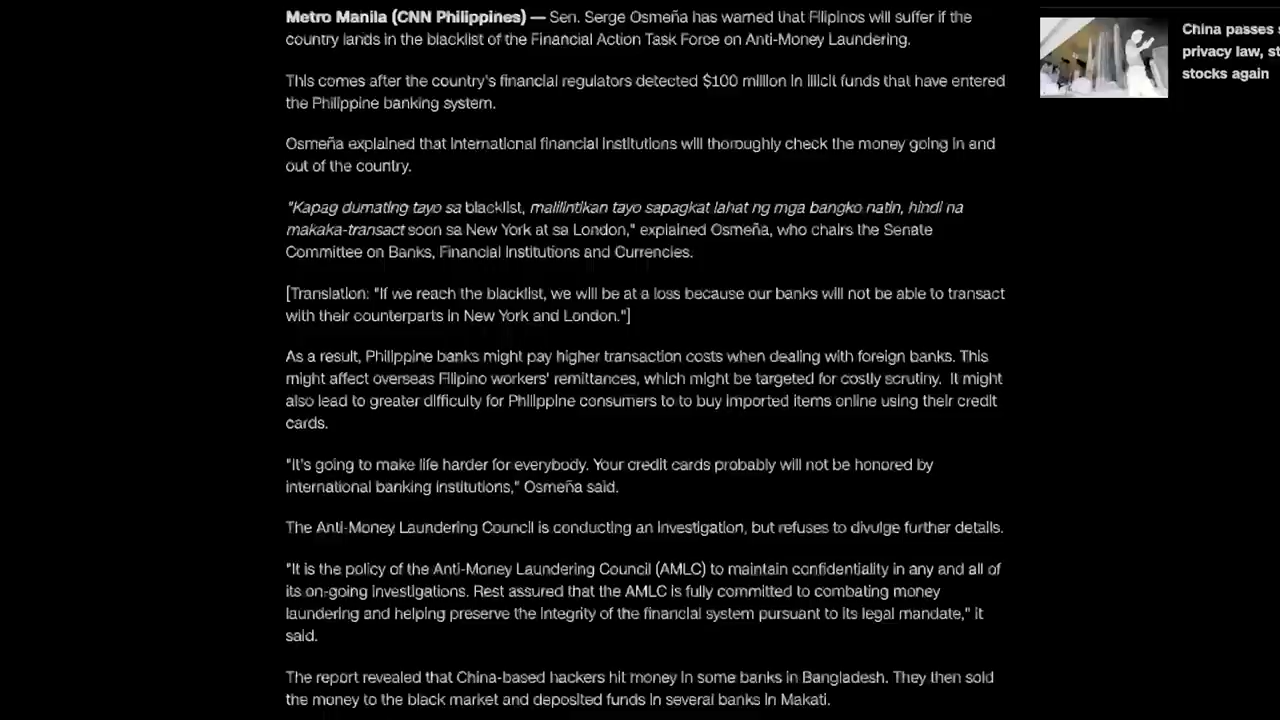 Metro Manila (CNN Philippines) — Sen. Serge Osmeña has warned that Filipinos will suffer if the
country lands in the blacklist of the Financial Action Task Force on Anti-Money Laundering.
This comes after the country's financial regulators detected $100 million in illicit funds that have entered
the Philippine banking system.
Osmeña explained that international financial institutions will thoroughly check the money going in and
out of the country.
"Kapag dumating tayo sa blacklist, malilintikan tayo sapagkat lahat ng mga bangko natin, hindi na
makaka-transact soon sa New York at sa London," explained Osmeña, who chairs the Senate
Committee on Banks, Financial Institutions and Currencies.
[Translation: "If we reach the blacklist, we will be at a loss because our banks will not be able to transact
with their counterparts in New York and London."]
As a result, Philippine banks might pay higher transaction costs when dealing with foreign banks. This
might affect overseas Filipino workers' remittances, which might be targeted for costly scrutiny. It might
also lead to greater difficulty for Philippine consumers to to buy imported items online using their credit
cards.
"It's going to make life harder for everybody. Your credit cards probably will not be honored by
international banking institutions," Osmeña said.
The Anti-Money Laundering Council is conducting an investigation, but refuses to divulge further details.
"It is the policy of the Anti-Money Laundering Council (AMLC) to maintain confidentiality in any and all of
its on-going investigations. Rest assured that the AMLC is fully committed to combating money
laundering and helping preserve the integrity of the financial system pursuant to its legal mandate," it
said.
The report revealed that China-based hackers hit money in some banks in Bangladesh. They then sold
the money to the black market and deposited funds in several banks in Makati.
China passes
privacy law,
stocks again